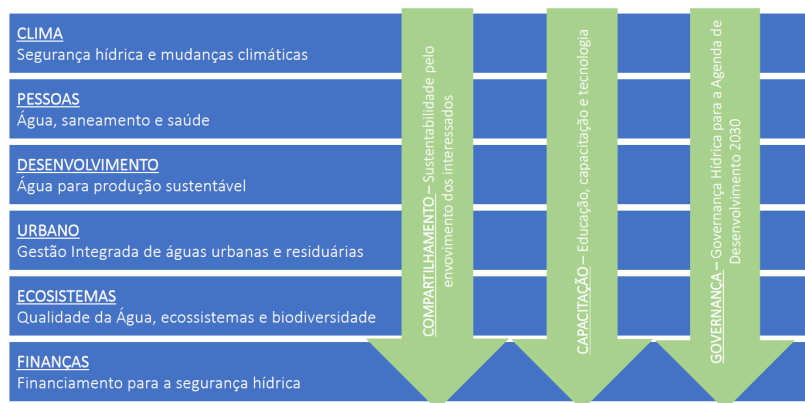 CLIMA
Segurança hídrica e mudanças climáticas
PESSOAS
Água, saneamento e saúde
DESENVOLVIMENTO
Água para produção sustentável
URBANO
Gestão Integrada de águas urbanas e residuárias
ECOSISTEMAS
Qualidade da Água, ecossistemas e biodiversidade
FINANÇAS
Financiamento para a segurança hídrica
COMPARTILHAMENTO – Sustentabilidade pelo
envovimento dos interessados
CAPACITAÇÃO – Educação, capacitação e tecnologia
GOVERNANÇA – Governança Hídrica para a Agenda de
Desenvolvimento 2030